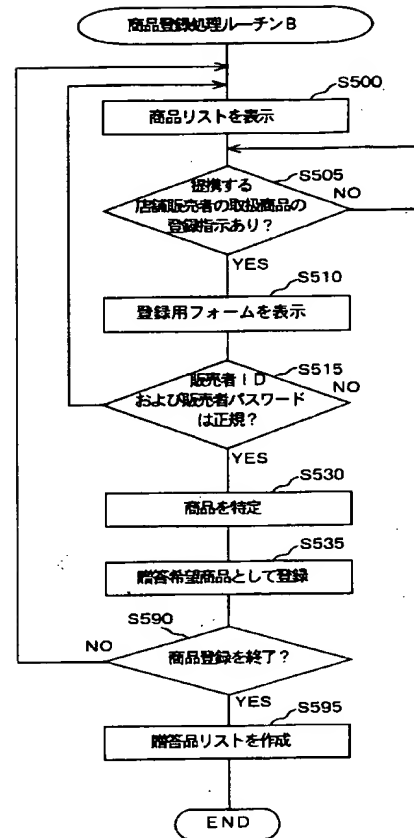 商品登録処理ルーチンB
S500
商品リストを表示
S505
提携する
店舗販売者の取扱商品の
登録指示あり？
NO
YES
S510
登録用フォームを表示
S515
販売者ID
および販売者パスワード
は正規？
NO
YES
S530
商品を特定
S535
贈答希望商品として登録
S590
NO
商品登録を終了？
YES
S595
贈答品リストを作成
END